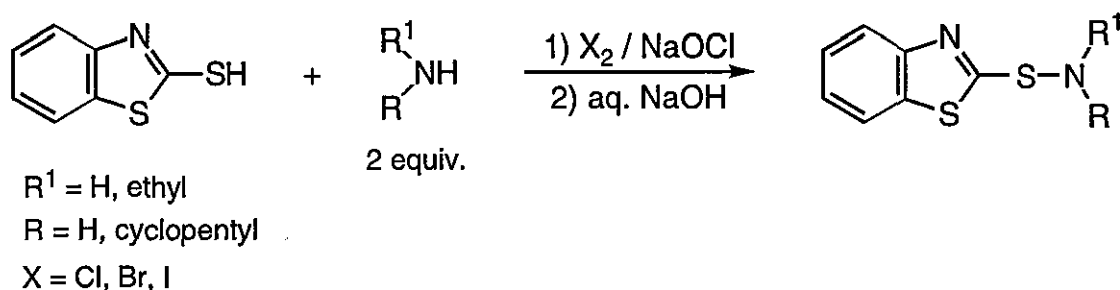 N
SH
S
+
R¹
NH
R
2 equiv.
1) X₂ / NaOCl
2) aq. NaOH
N
S
S
N
R¹
R
R¹ = H, ethyl
R = H, cyclopentyl
X = Cl, Br, I